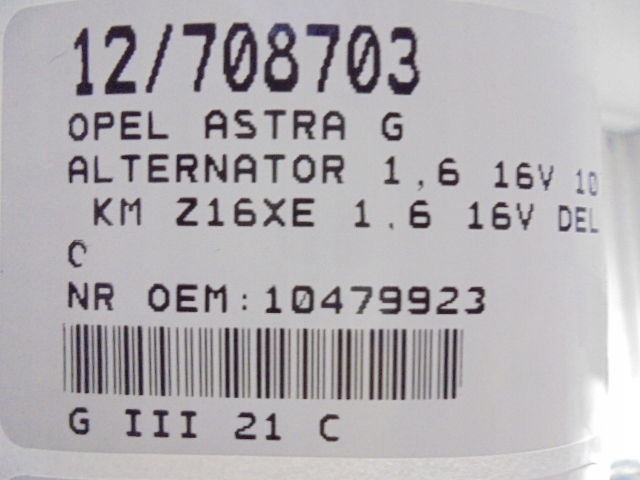 12/708703
OPEL ASTRA G
ALTERNATOR 1,6 16V 10
KM Z16XE 1.6 16V DEL
C
NR OEM:10479923
G III 21 C